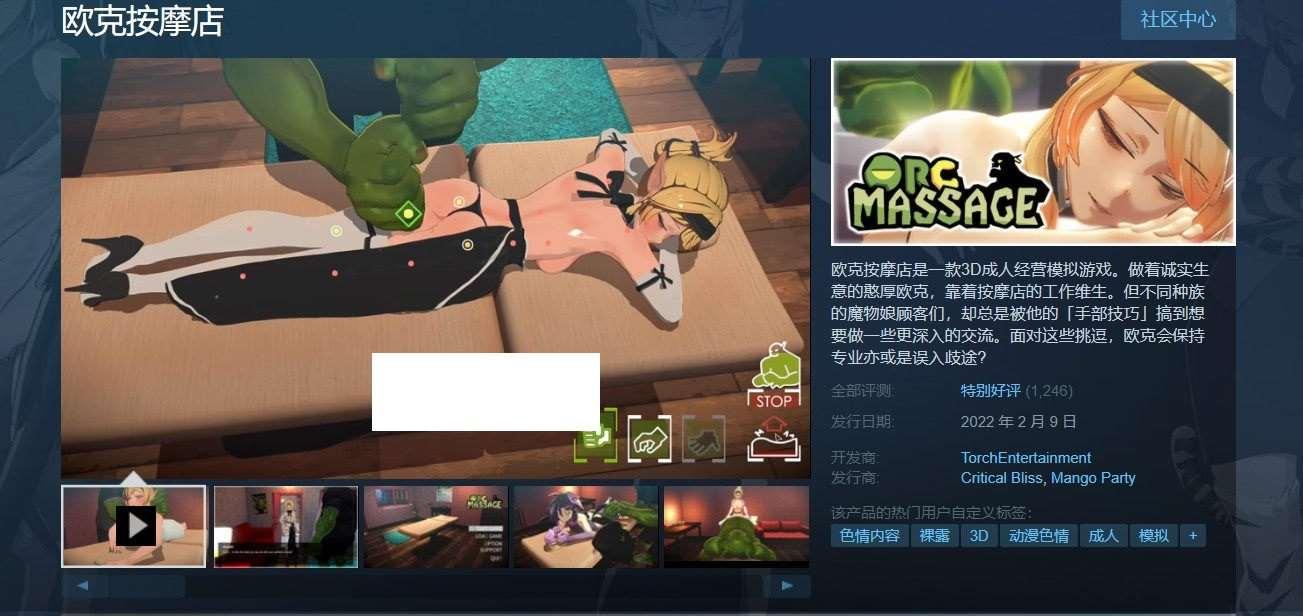 欧克按摩店
社区中心
STOP
ORC
MASSAGE
欧克按摩店是一款3D成人经营模拟游戏。做着诚实生
意的憨厚欧克，靠着按摩店的工作维生。但不同种族
的魔物娘顾客们，却总是被他的「手部技巧」搞到想
要做一些更深入的交流。面对这些挑逗，欧克会保持
专业亦或是误入歧途?
全部评测: 特别好评 (1,246)
发行日期: 2022 年 2 月 9 日
开发商: TorchEntertainment
发行商: Critical Bliss, Mango Party
该产品的热门用户自定义标签:
色情内容 裸露 3D 动漫色情 成人 模拟 +
ORC
MASSAGE